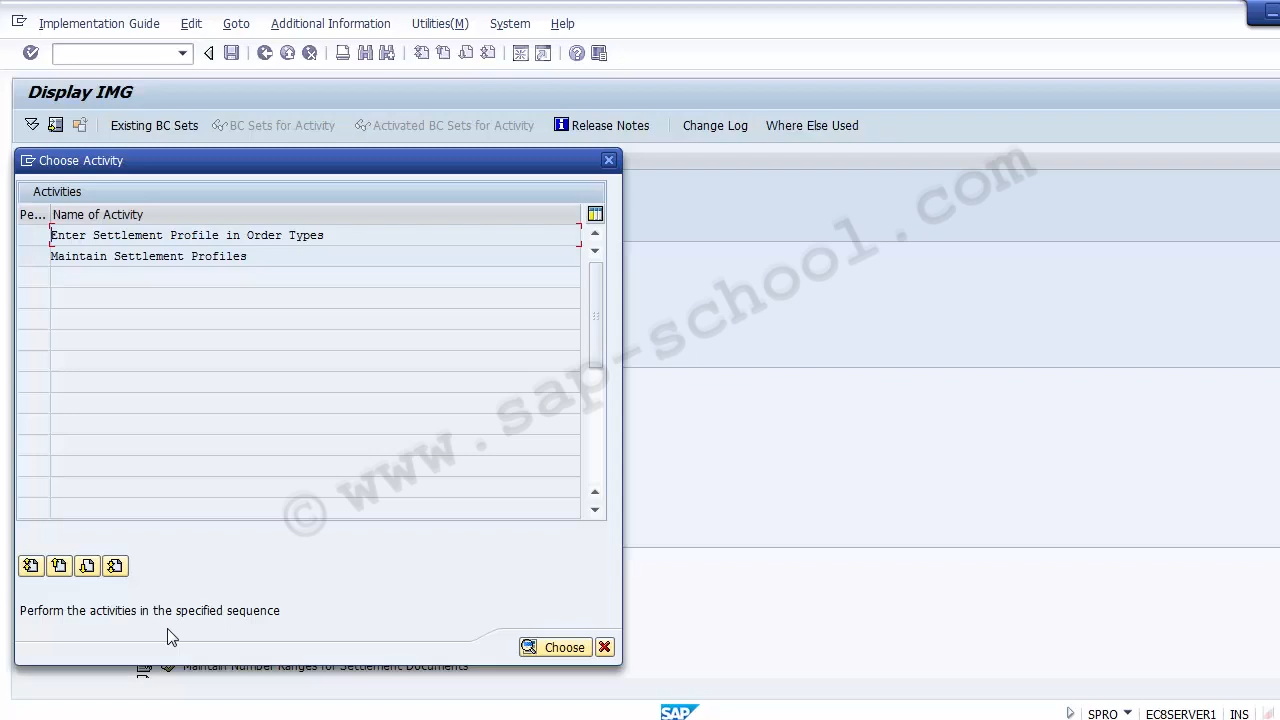 Implementation Guide Edit Goto Additional Information Utilities(M) System Help
Display IMG
Existing BC Sets BC Sets for Activity Activated BC Sets for Activity Release Notes Change Log Where Else Used
Choose Activity
Activities
Pe... Name of Activity
Enter Settlement Profile in Order Types
Maintain Settlement Profiles
© www.sap-school.com
Perform the activities in the specified sequence
Choose
Maintain Number Ranges for Settlement Documents
SAP SPRO EC8SERVER1 INS